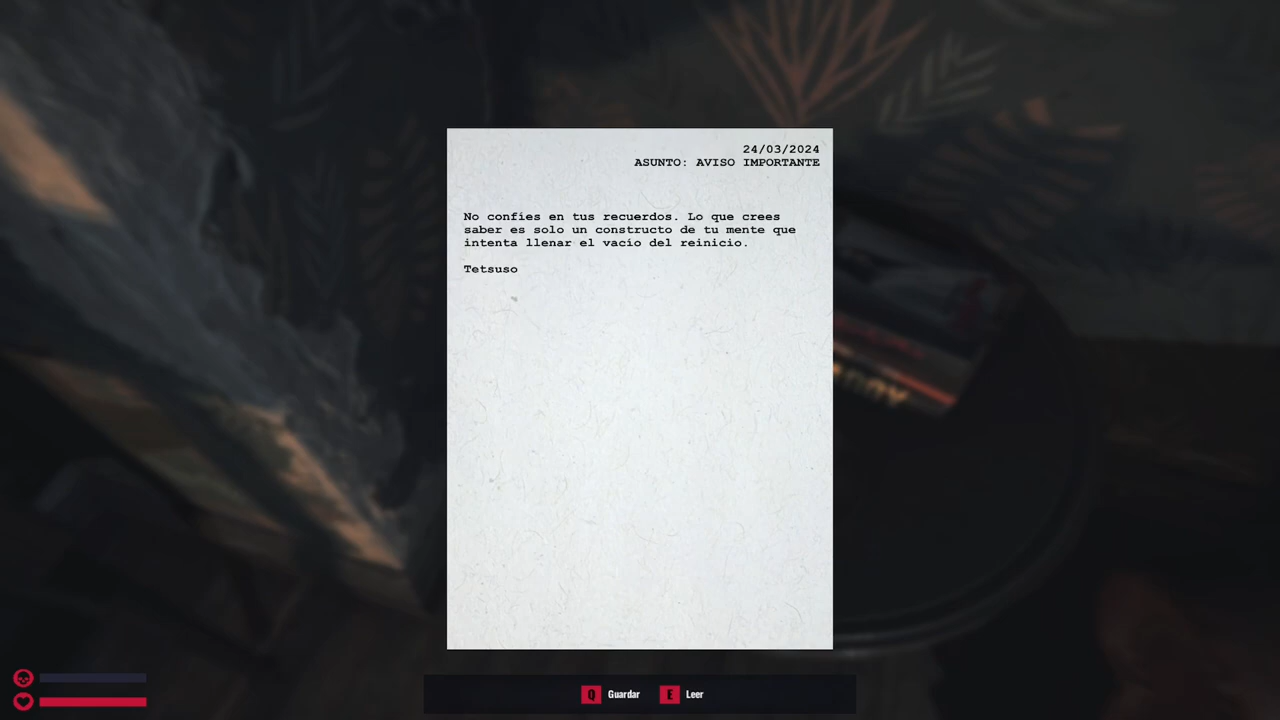 24/03/2024
ASUNTO: AVISO IMPORTANTE
No confíes en tus recuerdos. Lo que crees
saber es solo un constructo de tu mente que
intenta llenar el vacío del reinicio.
Tetsuso
Q Guardar E Leer